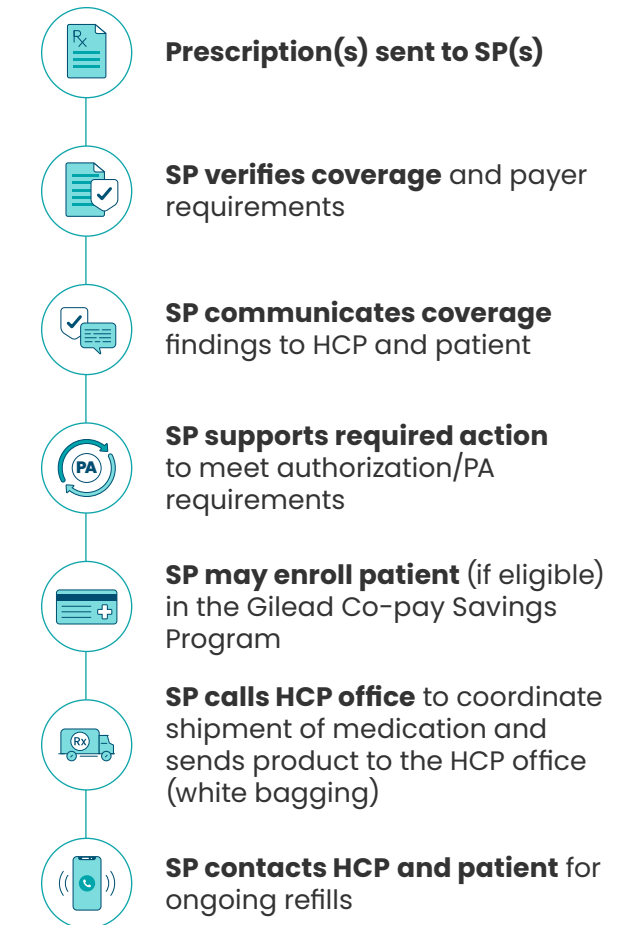 Rx
Prescription(s) sent to SP(s)
SP verifies coverage and payer
requirements
SP communicates coverage
findings to HCP and patient
PA
SP supports required action
to meet authorization/PA
requirements
SP may enroll patient (if eligible)
in the Gilead Co-pay Savings
Program
Rx
SP calls HCP office to coordinate
shipment of medication and
sends product to the HCP office
(white bagging)
SP contacts HCP and patient for
ongoing refills